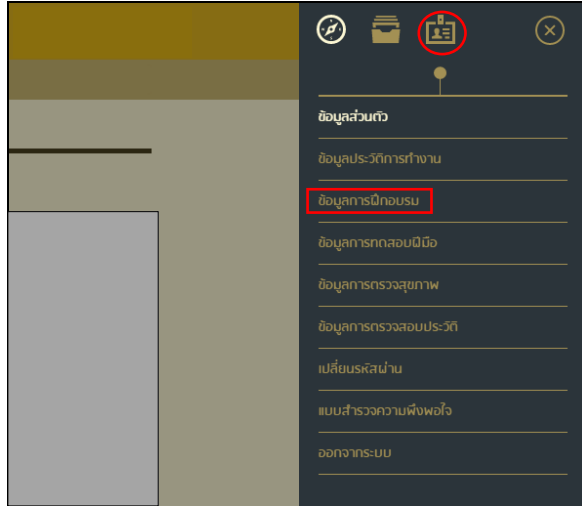 ข้อมูลส่วนตัว
ข้อมูลประวัติการทำงาน
ข้อมูลการฝึกอบรม
ข้อมูลการทดสอบฝีมือ
ข้อมูลการตรวจสุขภาพ
ข้อมูลการตรวจสอบประวัติ
เปลี่ยนรหัสผ่าน
แบบสำรวจความพึงพอใจ
ออกจากระบบ